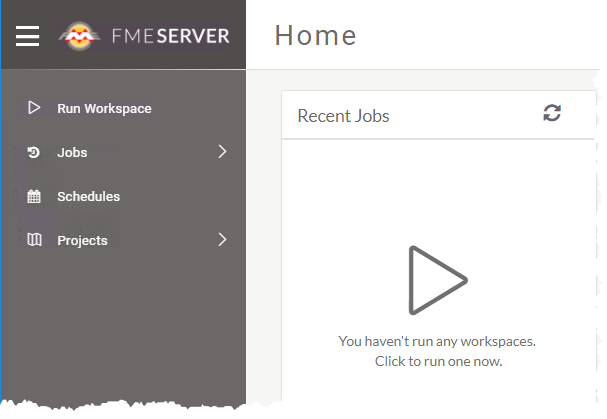 FMESERVER
Home
Run Workspace
Jobs
Schedules
Projects
Recent Jobs
You haven't run any workspaces.
Click to run one now.